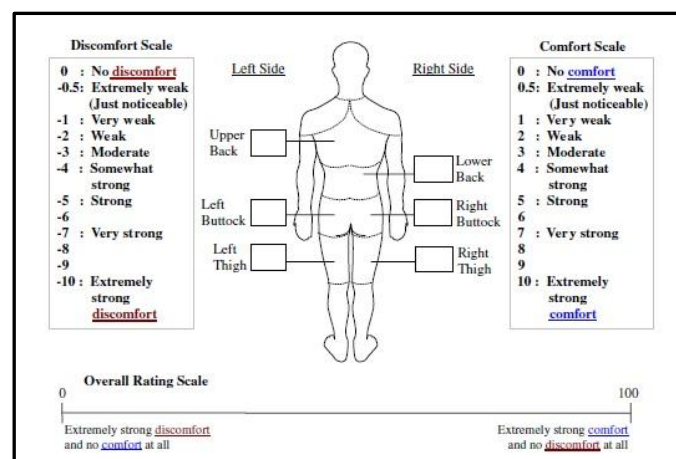 Discomfort Scale
0 : No discomfort
-0.5: Extremely weak
(Just noticeable)
-1 : Very weak
-2 : Weak
-3 : Moderate
-4 : Somewhat
strong
-5 : Strong
-6
-7 : Very strong
-8
-9
-10 : Extremely
strong
discomfort
Left Side
Right Side
Upper
Back
Lower
Back
Left
Buttock
Right
Buttock
Left
Thigh
Right
Thigh
Comfort Scale
0 : No comfort
0.5: Extremely weak
(Just noticeable)
1 : Very weak
2 : Weak
3 : Moderate
4 : Somewhat
strong
5 : Strong
6
7 : Very strong
8
9
10 : Extremely
strong
comfort
Overall Rating Scale
0
100
Extremely strong discomfort
and no comfort at all
Extremely strong comfort
and no discomfort at all